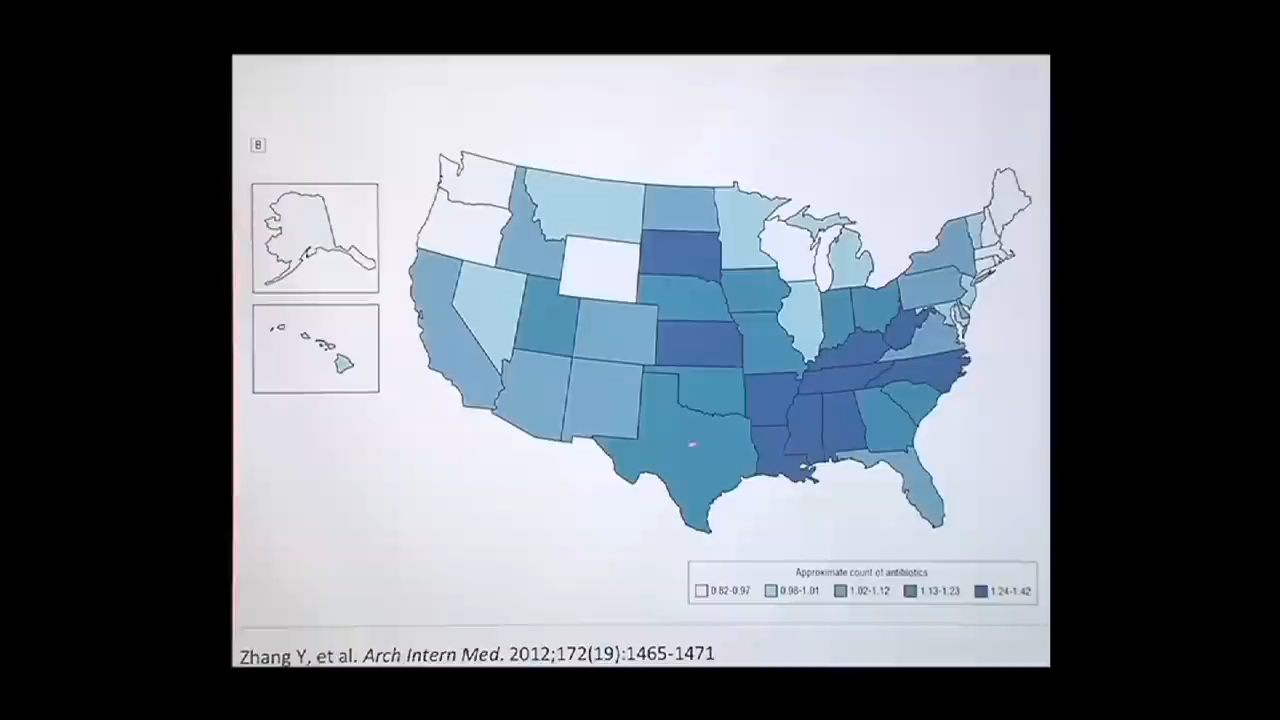 B
Approximate count of antibiotics
0.82-0.97 0.98-1.01 1.02-1.12 1.13-1.23 1.24-1.42
Zhang Y, et al. Arch Intern Med. 2012;172(19):1465-1471